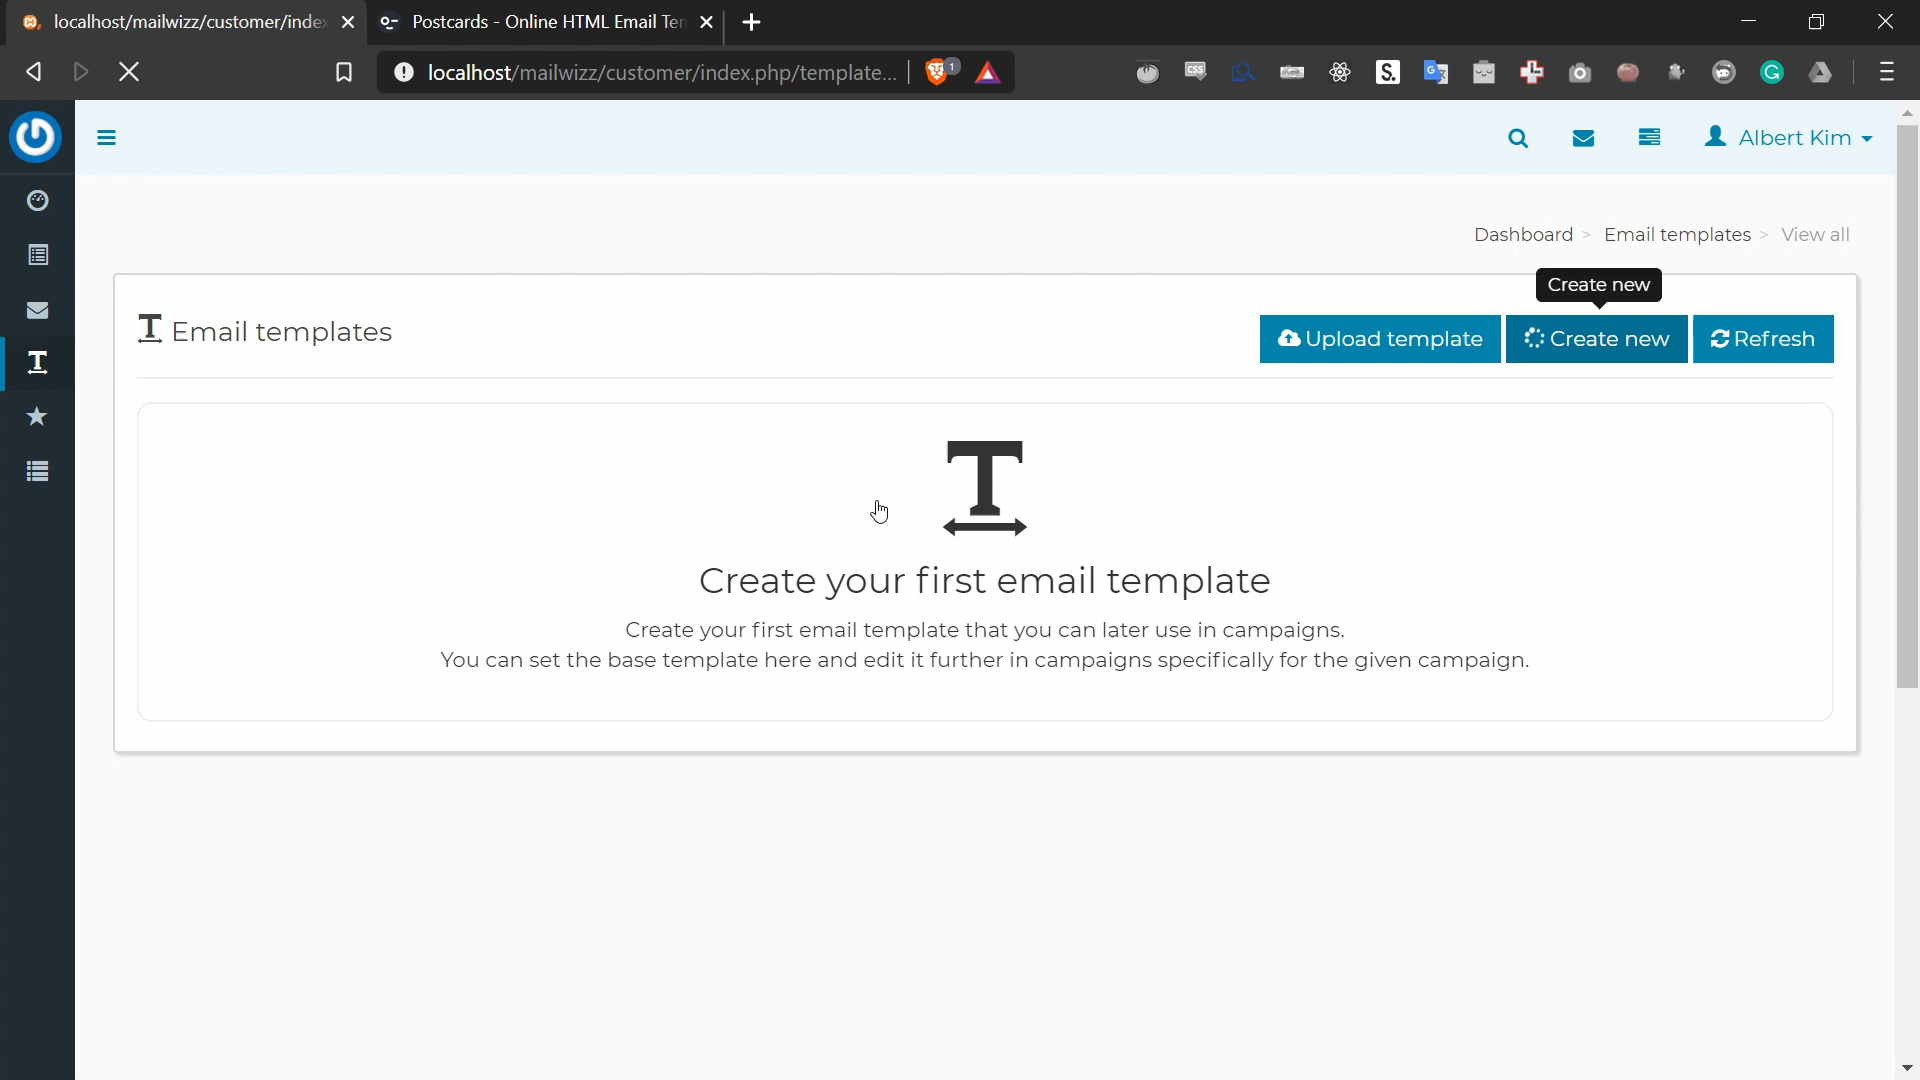 localhost/mailwizz/customer/index
Postcards - Online HTML Email Ten
localhost/mailwizz/customer/index.php/template...
1
CSS
S.
G
Albert Kim
Dashboard > Email templates > View all
Create new
Email templates
Upload template
Create new
Refresh
Create your first email template
Create your first email template that you can later use in campaigns.
You can set the base template here and edit it further in campaigns specifically for the given campaign.